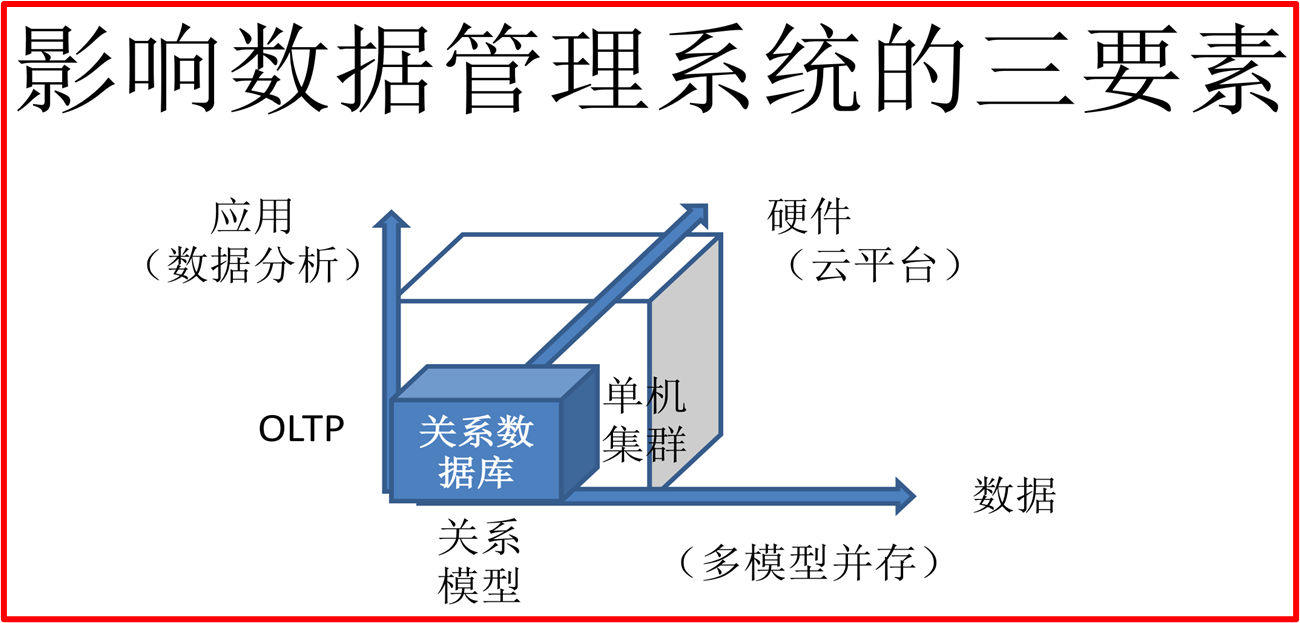 影响数据管理系统的三要素
应用
（数据分析）
硬件
（云平台）
OLTP
关系数
据库
单机
集群
数据
关系
模型
（多模型并存）